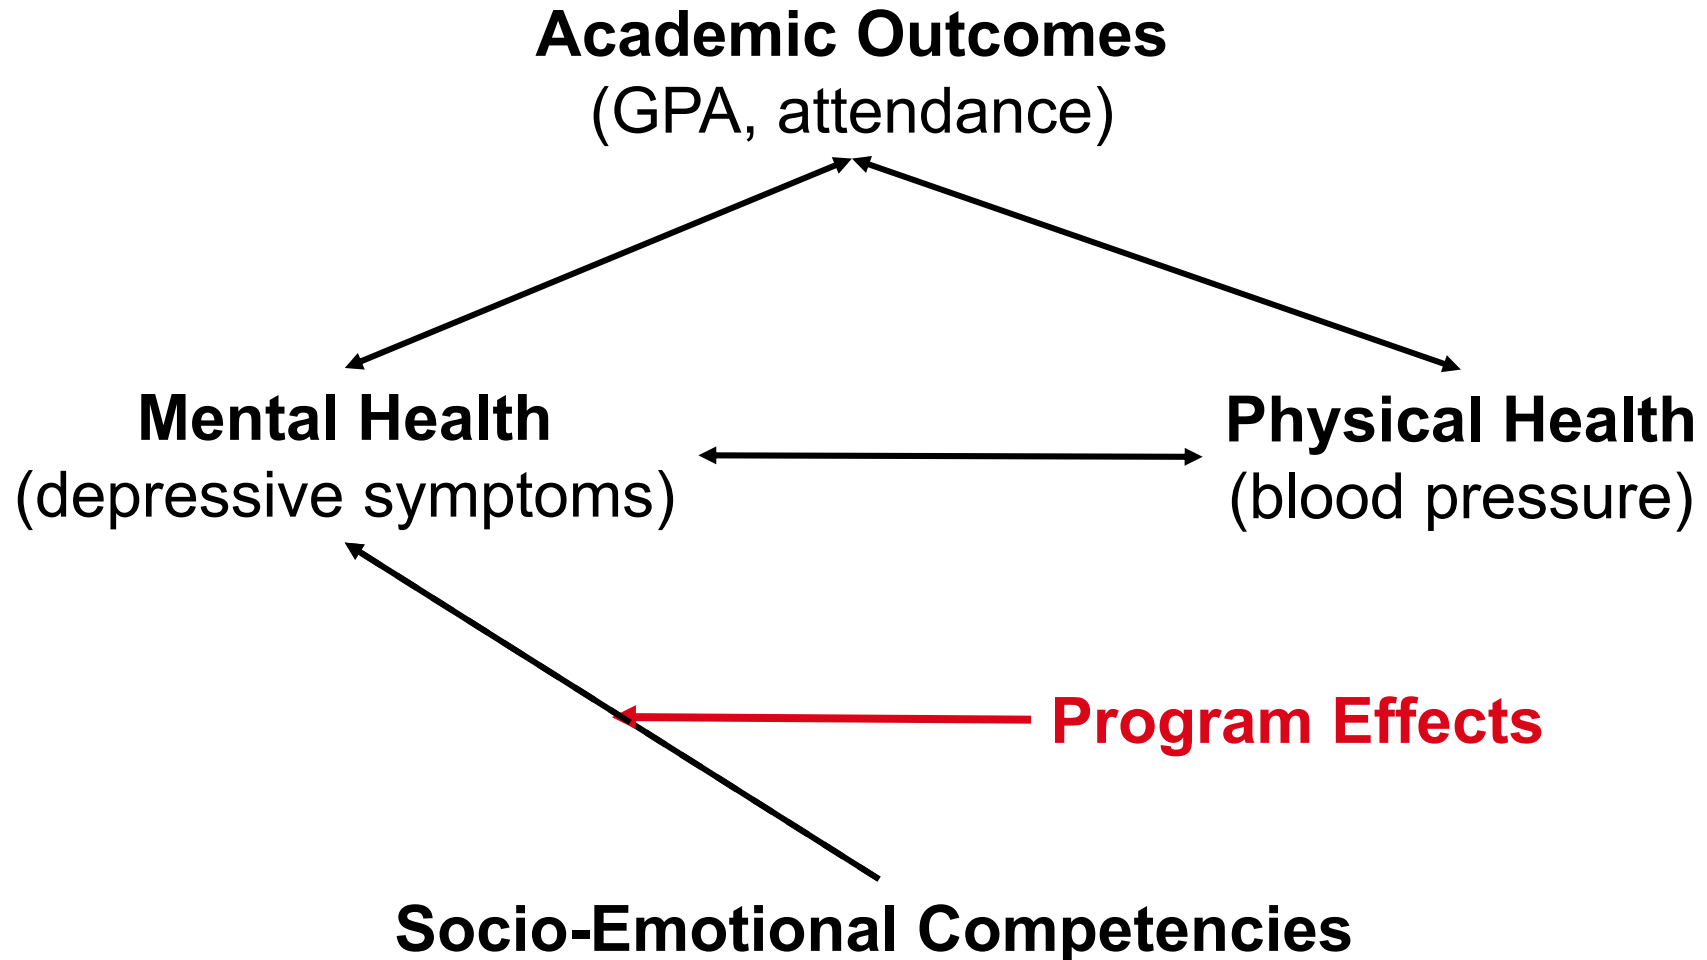 Academic Outcomes
(GPA, attendance)
Mental Health
(depressive symptoms)
Physical Health
(blood pressure)
Program Effects
Socio-Emotional Competencies